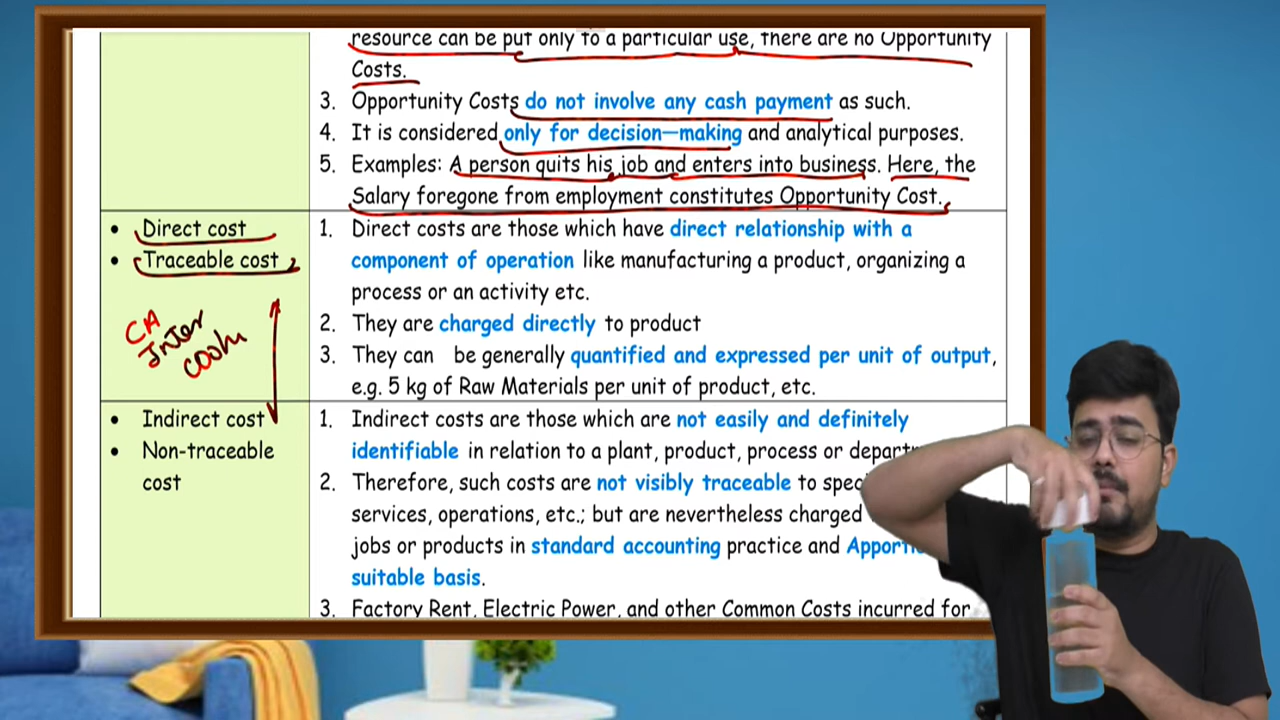 resource can be put only to a particular use, there are no Opportunity
Costs.
3. Opportunity Costs do not involve any cash payment as such.
4. It is considered only for decision—making and analytical purposes.
5. Examples: A person quits his job and enters into business. Here, the
Salary foregone from employment constitutes Opportunity Cost.
• Direct cost
• Traceable cost
CA
Inter
1. Direct costs are those which have direct relationship with a
component of operation like manufacturing a product, organizing a
process or an activity etc.
2. They are charged directly to product
3. They can be generally quantified and expressed per unit of output,
e.g. 5 kg of Raw Materials per unit of product, etc.
• Indirect cost
• Non-traceable
cost
1. Indirect costs are those which are not easily and definitely
identifiable in relation to a plant, product, process or
2. Therefore, such costs are not visibly traceable to
services, operations, etc.; but are nevertheless charged
jobs or products in standard accounting practice and
suitable basis.
3. Factory Rent, Electric Power, and other Common Costs incurred for